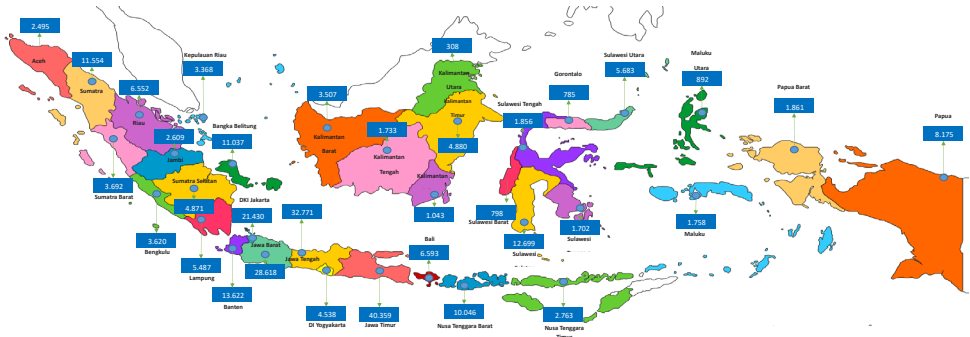 2.495
Aceh
11.554
Sumatra
Kepulauan Riau
3.368
6.552
Riau
Bangka Belitung
11.037
2.609
Jambi
3.692
Sumatra Barat
Sumatra Selatan
4.871
3.620
Bengkulu
5.487
Lampung
DKI Jakarta
21.430
13.622
Banten
Jawa Barat
28.618
32.771
Jawa Tengah
4.538
DI Yogyakarta
40.359
Jawa Timur
Bali
6.593
10.046
Nusa Tenggara Barat
2.763
Nusa Tenggara
Timur
3.507
Kalimantan
Barat
1.733
Kalimantan
Tengah
308
Kalimantan
Utara
Kalimantan
Timur
4.880
Kalimantan
1.043
Sulawesi Tengah
1.856
Gorontalo
785
Sulawesi Utara
5.683
798
Sulawesi Barat
12.699
Sulawesi
1.702
Sulawesi
Maluku
Utara
892
1.758
Maluku
Papua Barat
1.861
Papua
8.175